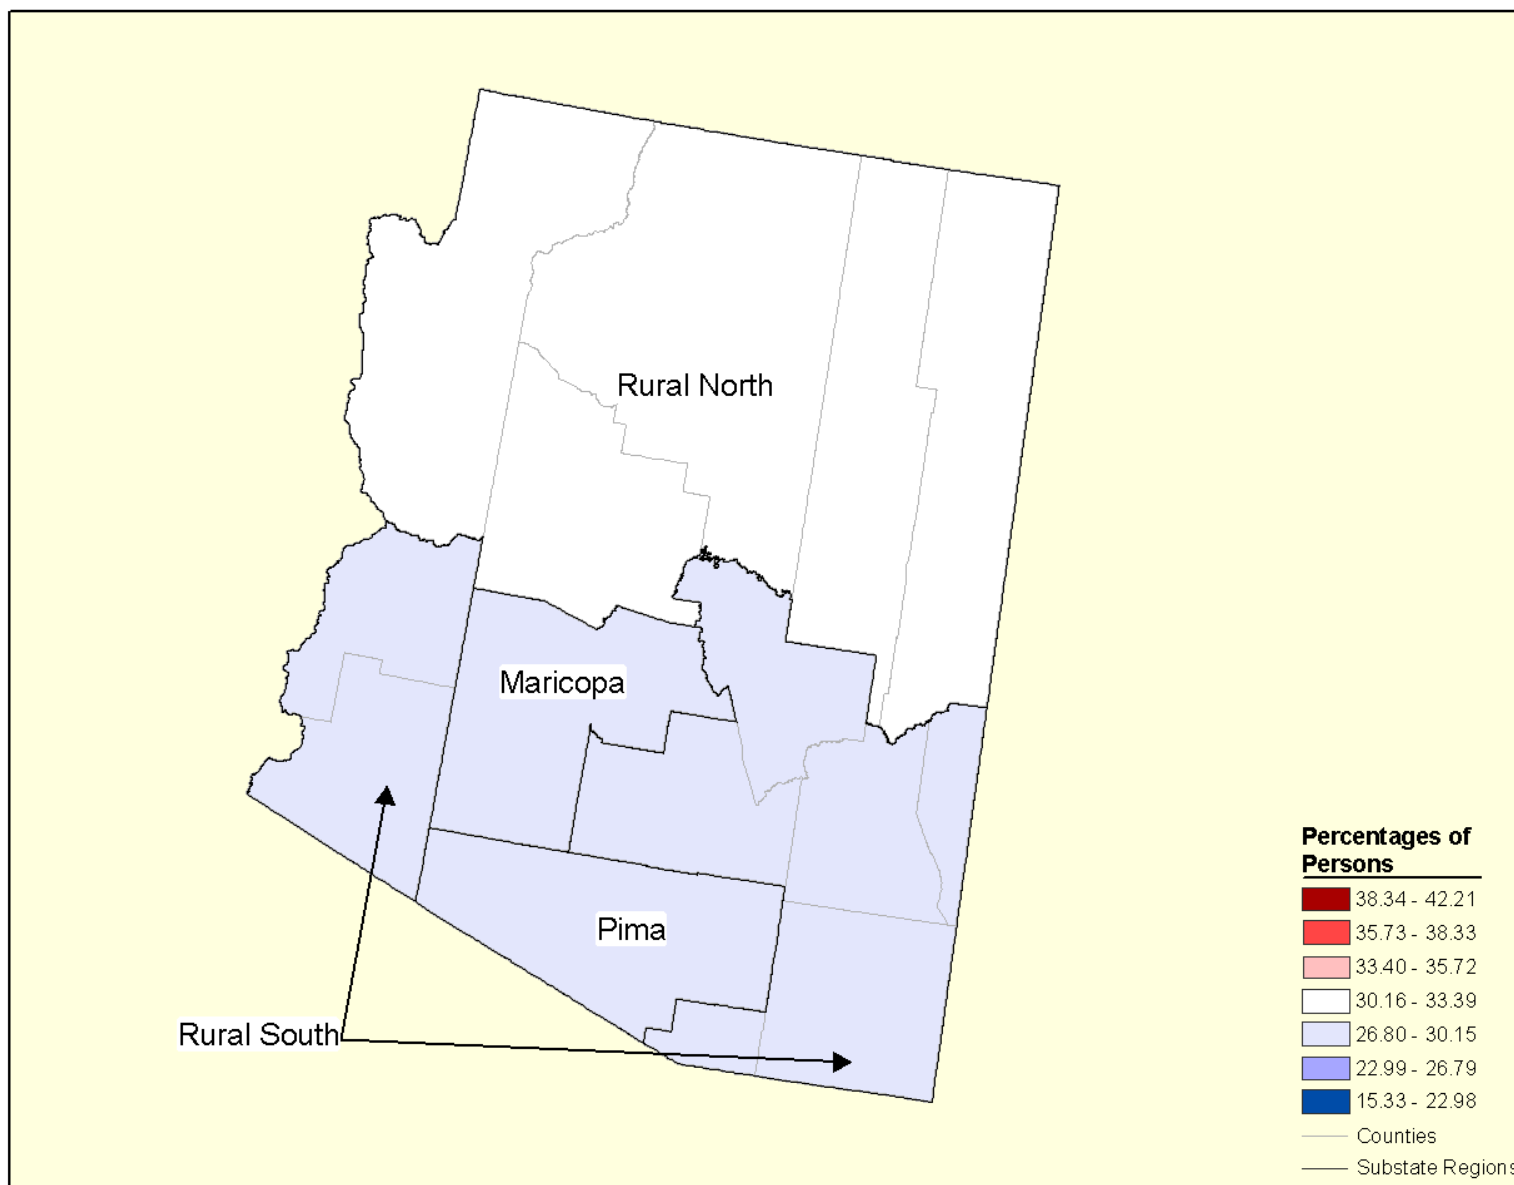 Rural North
Maricopa
Pima
Rural South
Percentages of
Persons
38.34 - 42.21
35.73 - 38.33
33.40 - 35.72
30.16 - 33.39
26.80 - 30.15
22.99 - 26.79
15.33 - 22.98
Counties
Substate Regions